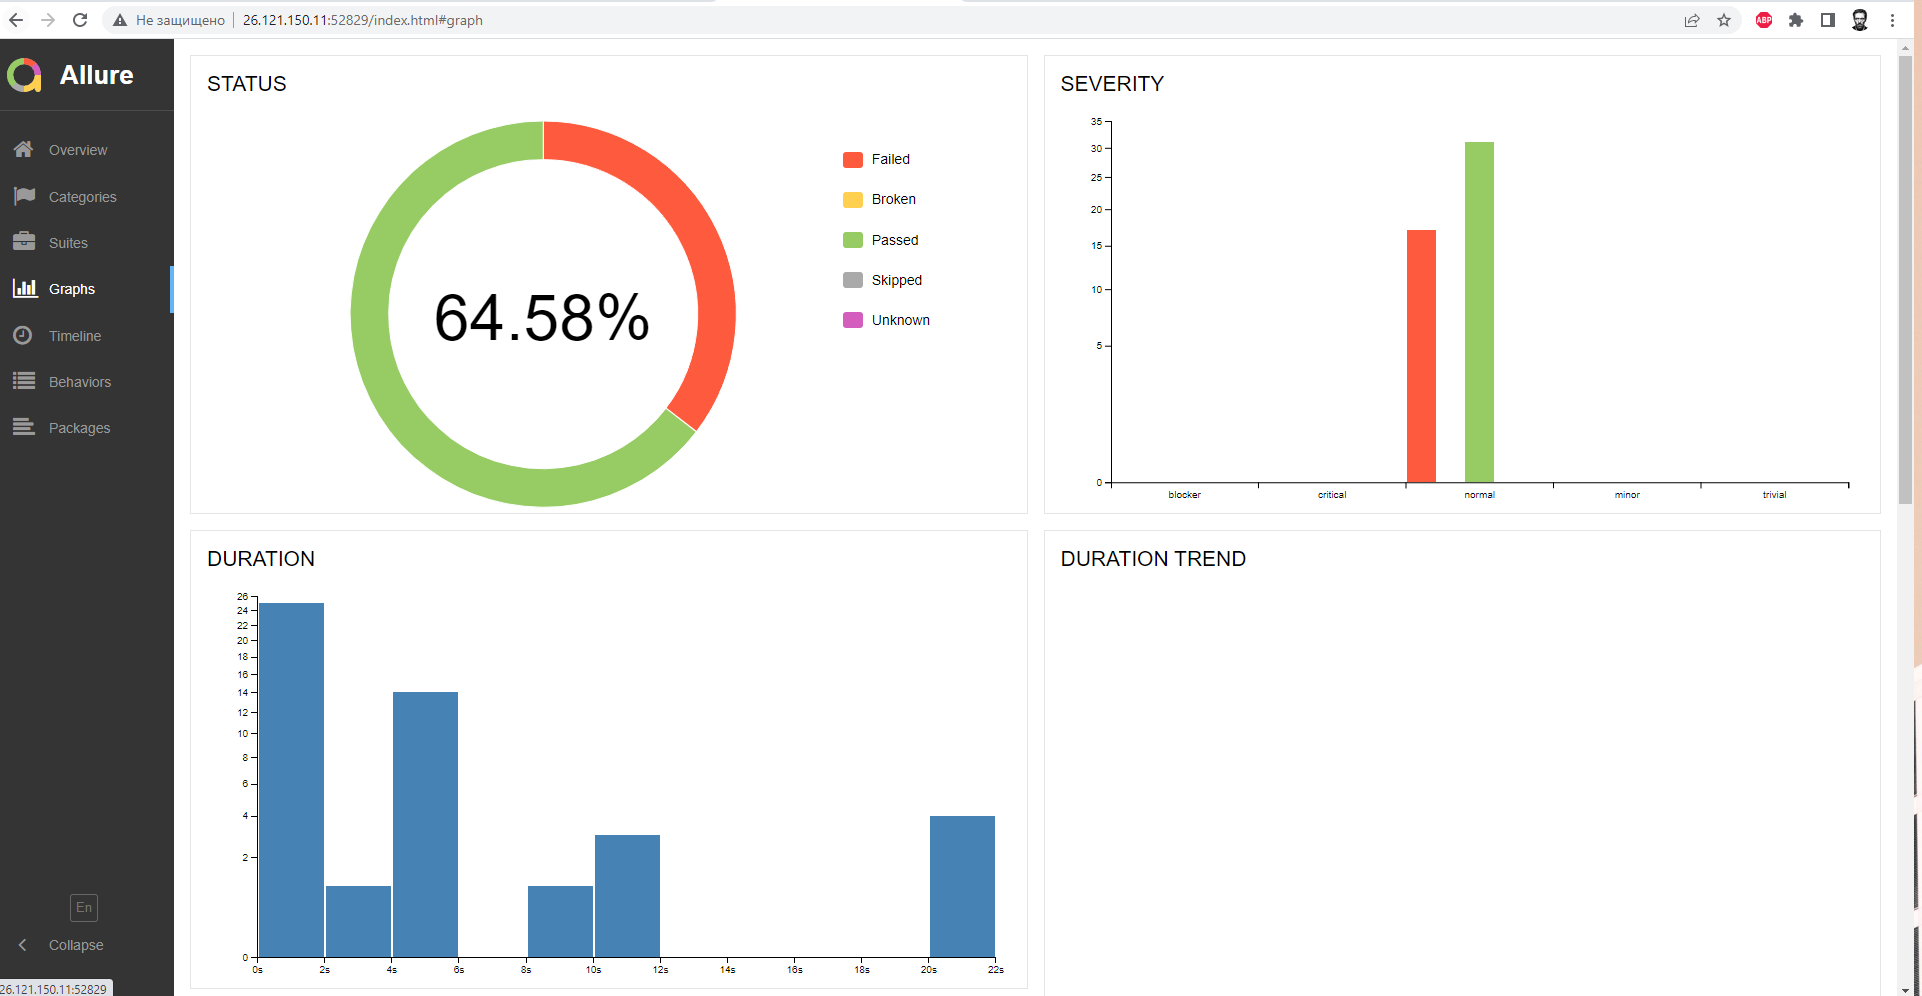 Не защищено
26.121.150.11:52829/index.html#graph
ABP
Allure
Overview
Categories
Suites
Graphs
Timeline
Behaviors
Packages
En
Collapse
26.121.150.11:52829
STATUS
64.58%
Failed
Broken
Passed
Skipped
Unknown
SEVERITY
35
30
25
20
15
10
5
0
blocker critical normal minor trivial
DURATION
26
24
22
20
18
16
14
12
10
8
6
4
2
0
0s 2s 4s 6s 8s 10s 12s 14s 16s 18s 20s 22s
DURATION TREND